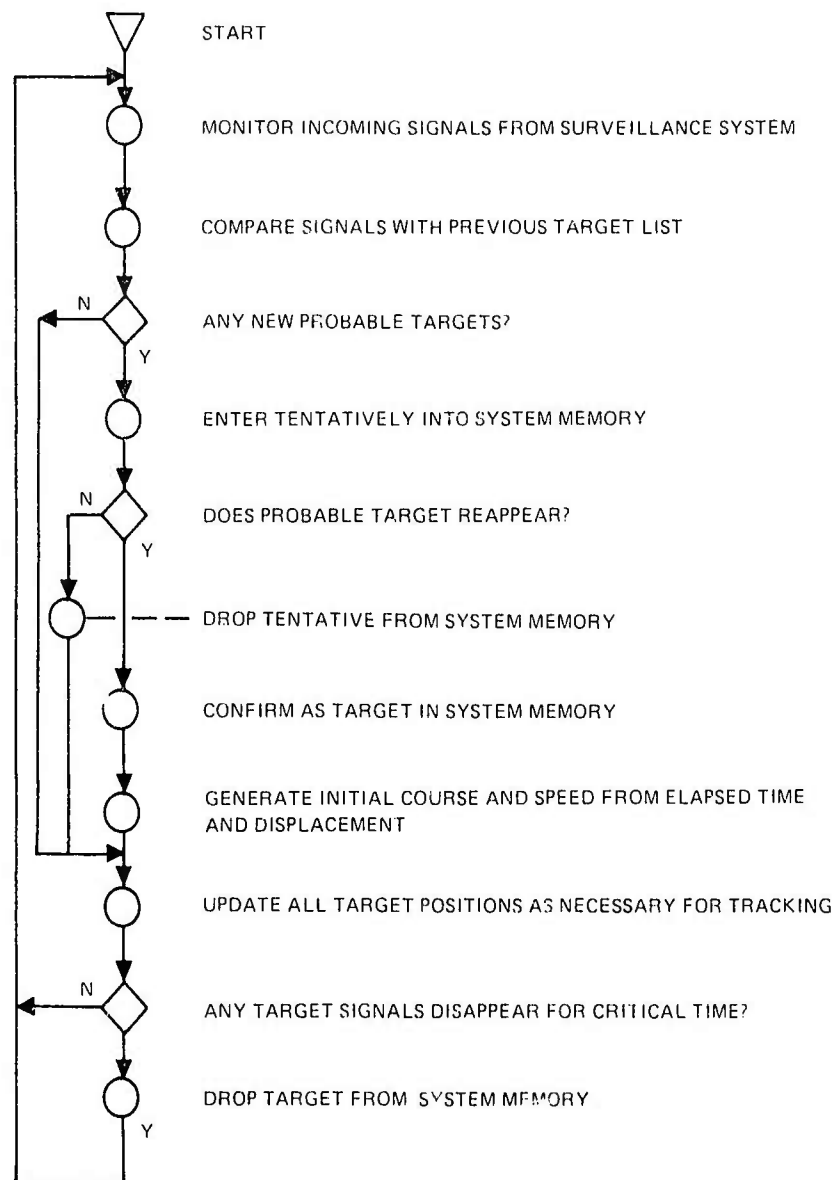 START
MONITOR INCOMING SIGNALS FROM SURVEILLANCE SYSTEM
COMPARE SIGNALS WITH PREVIOUS TARGET LIST
N
ANY NEW PROBABLE TARGETS?
Y
ENTER TENTATIVELY INTO SYSTEM MEMORY
N
DOES PROBABLE TARGET REAPPEAR?
Y
DROP TENTATIVE FROM SYSTEM MEMORY
CONFIRM AS TARGET IN SYSTEM MEMORY
GENERATE INITIAL COURSE AND SPEED FROM ELAPSED TIME
AND DISPLACEMENT
UPDATE ALL TARGET POSITIONS AS NECESSARY FOR TRACKING
N
ANY TARGET SIGNALS DISAPPEAR FOR CRITICAL TIME?
DROP TARGET FROM SYSTEM MEMORY
Y